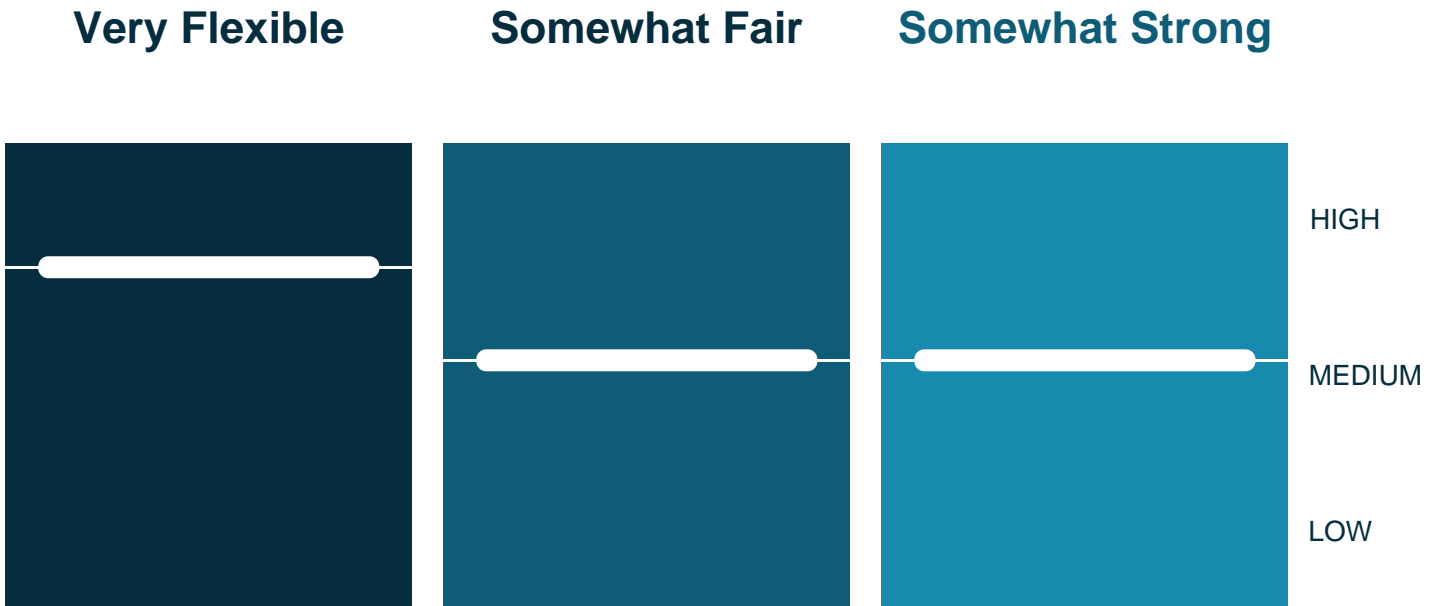 Very Flexible
Somewhat Fair
Somewhat Strong
HIGH
MEDIUM
LOW